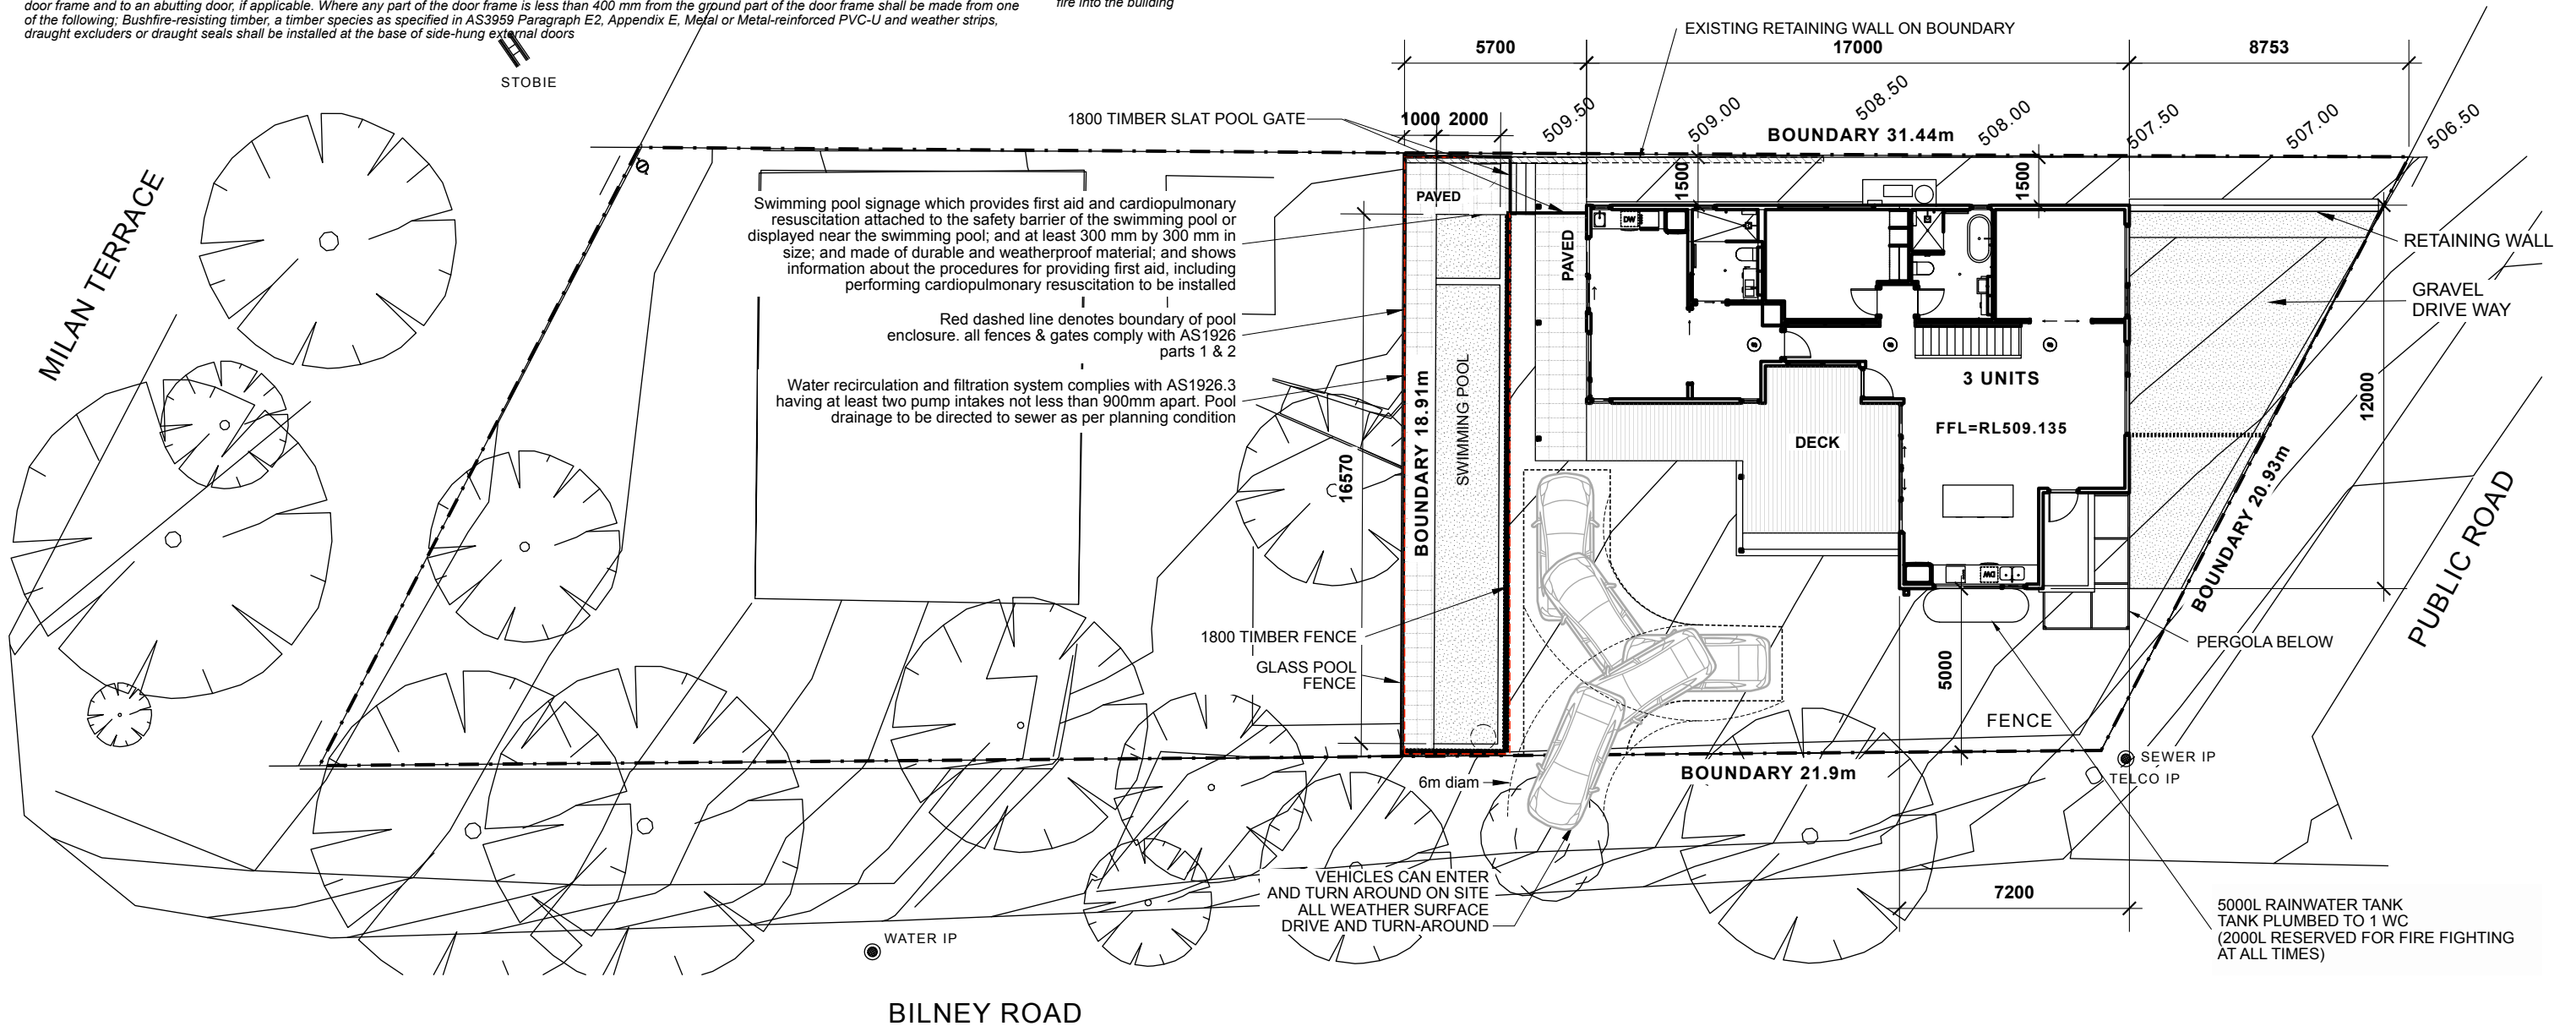 door frame and to an abutting door, if applicable. Where any part of the door frame is less than 400 mm from the ground part of the door frame shall be made from one
of the following; Bushfire-resisting timber, a timber species as specified in AS3959 Paragraph E2, Appendix E, Metal or Metal-reinforced PVC-U and weather strips,
draught excluders or draught seals shall be installed at the base of side-hung external doors
fire into the building
STOBIE
EXISTING RETAINING WALL ON BOUNDARY
5700
17000
8753
1800 TIMBER SLAT POOL GATE
1000 2000
509.50
509.00
508.50
508.00
507.50
507.00
506.50
BOUNDARY 31.44m
MILAN TERRACE
1500
1500
PAVED
PAVED
Swimming pool signage which provides first aid and cardiopulmonary
resuscitation attached to the safety barrier of the swimming pool or
displayed near the swimming pool; and at least 300 mm by 300 mm in
size; and made of durable and weatherproof material; and shows
information about the procedures for providing first aid, including
performing cardiopulmonary resuscitation to be installed
DW
RETAINING WALL
GRAVEL
DRIVE WAY
Red dashed line denotes boundary of pool
enclosure. all fences & gates comply with AS1926
parts 1 & 2
Water recirculation and filtration system complies with AS1926.3
having at least two pump intakes not less than 900mm apart. Pool
drainage to be directed to sewer as per planning condition
16570
BOUNDARY 18.91m
SWIMMING POOL
3 UNITS
FFL=RL509.135
DECK
12000
BOUNDARY 20.93m
PUBLIC ROAD
DW
1800 TIMBER FENCE
GLASS POOL
FENCE
PERGOLA BELOW
5000
FENCE
SEWER IP
TELCO IP
BOUNDARY 21.9m
6m diam
VEHICLES CAN ENTER
AND TURN AROUND ON SITE
ALL WEATHER SURFACE
DRIVE AND TURN-AROUND
7200
5000L RAINWATER TANK
TANK PLUMBED TO 1 WC
(2000L RESERVED FOR FIRE FIGHTING
AT ALL TIMES)
WATER IP
BILNEY ROAD